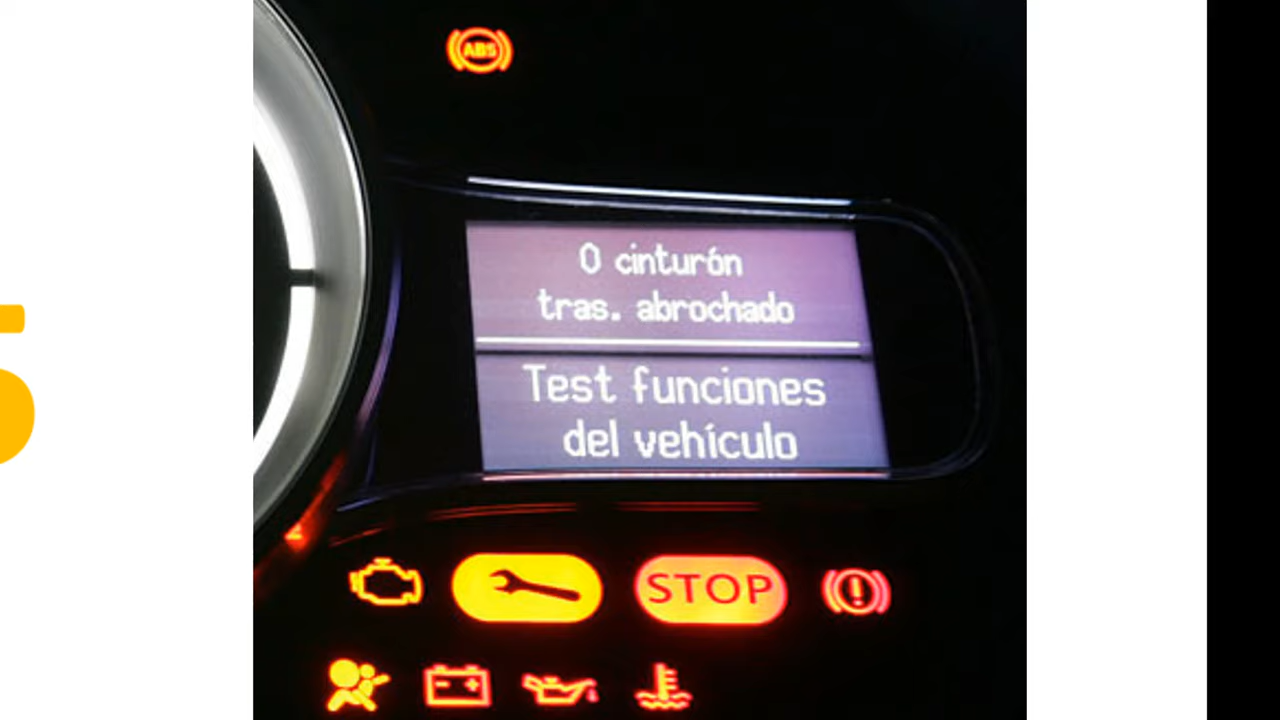 ABS
0 cinturón
tras. abrochado
Test funciones
del vehículo
STOP